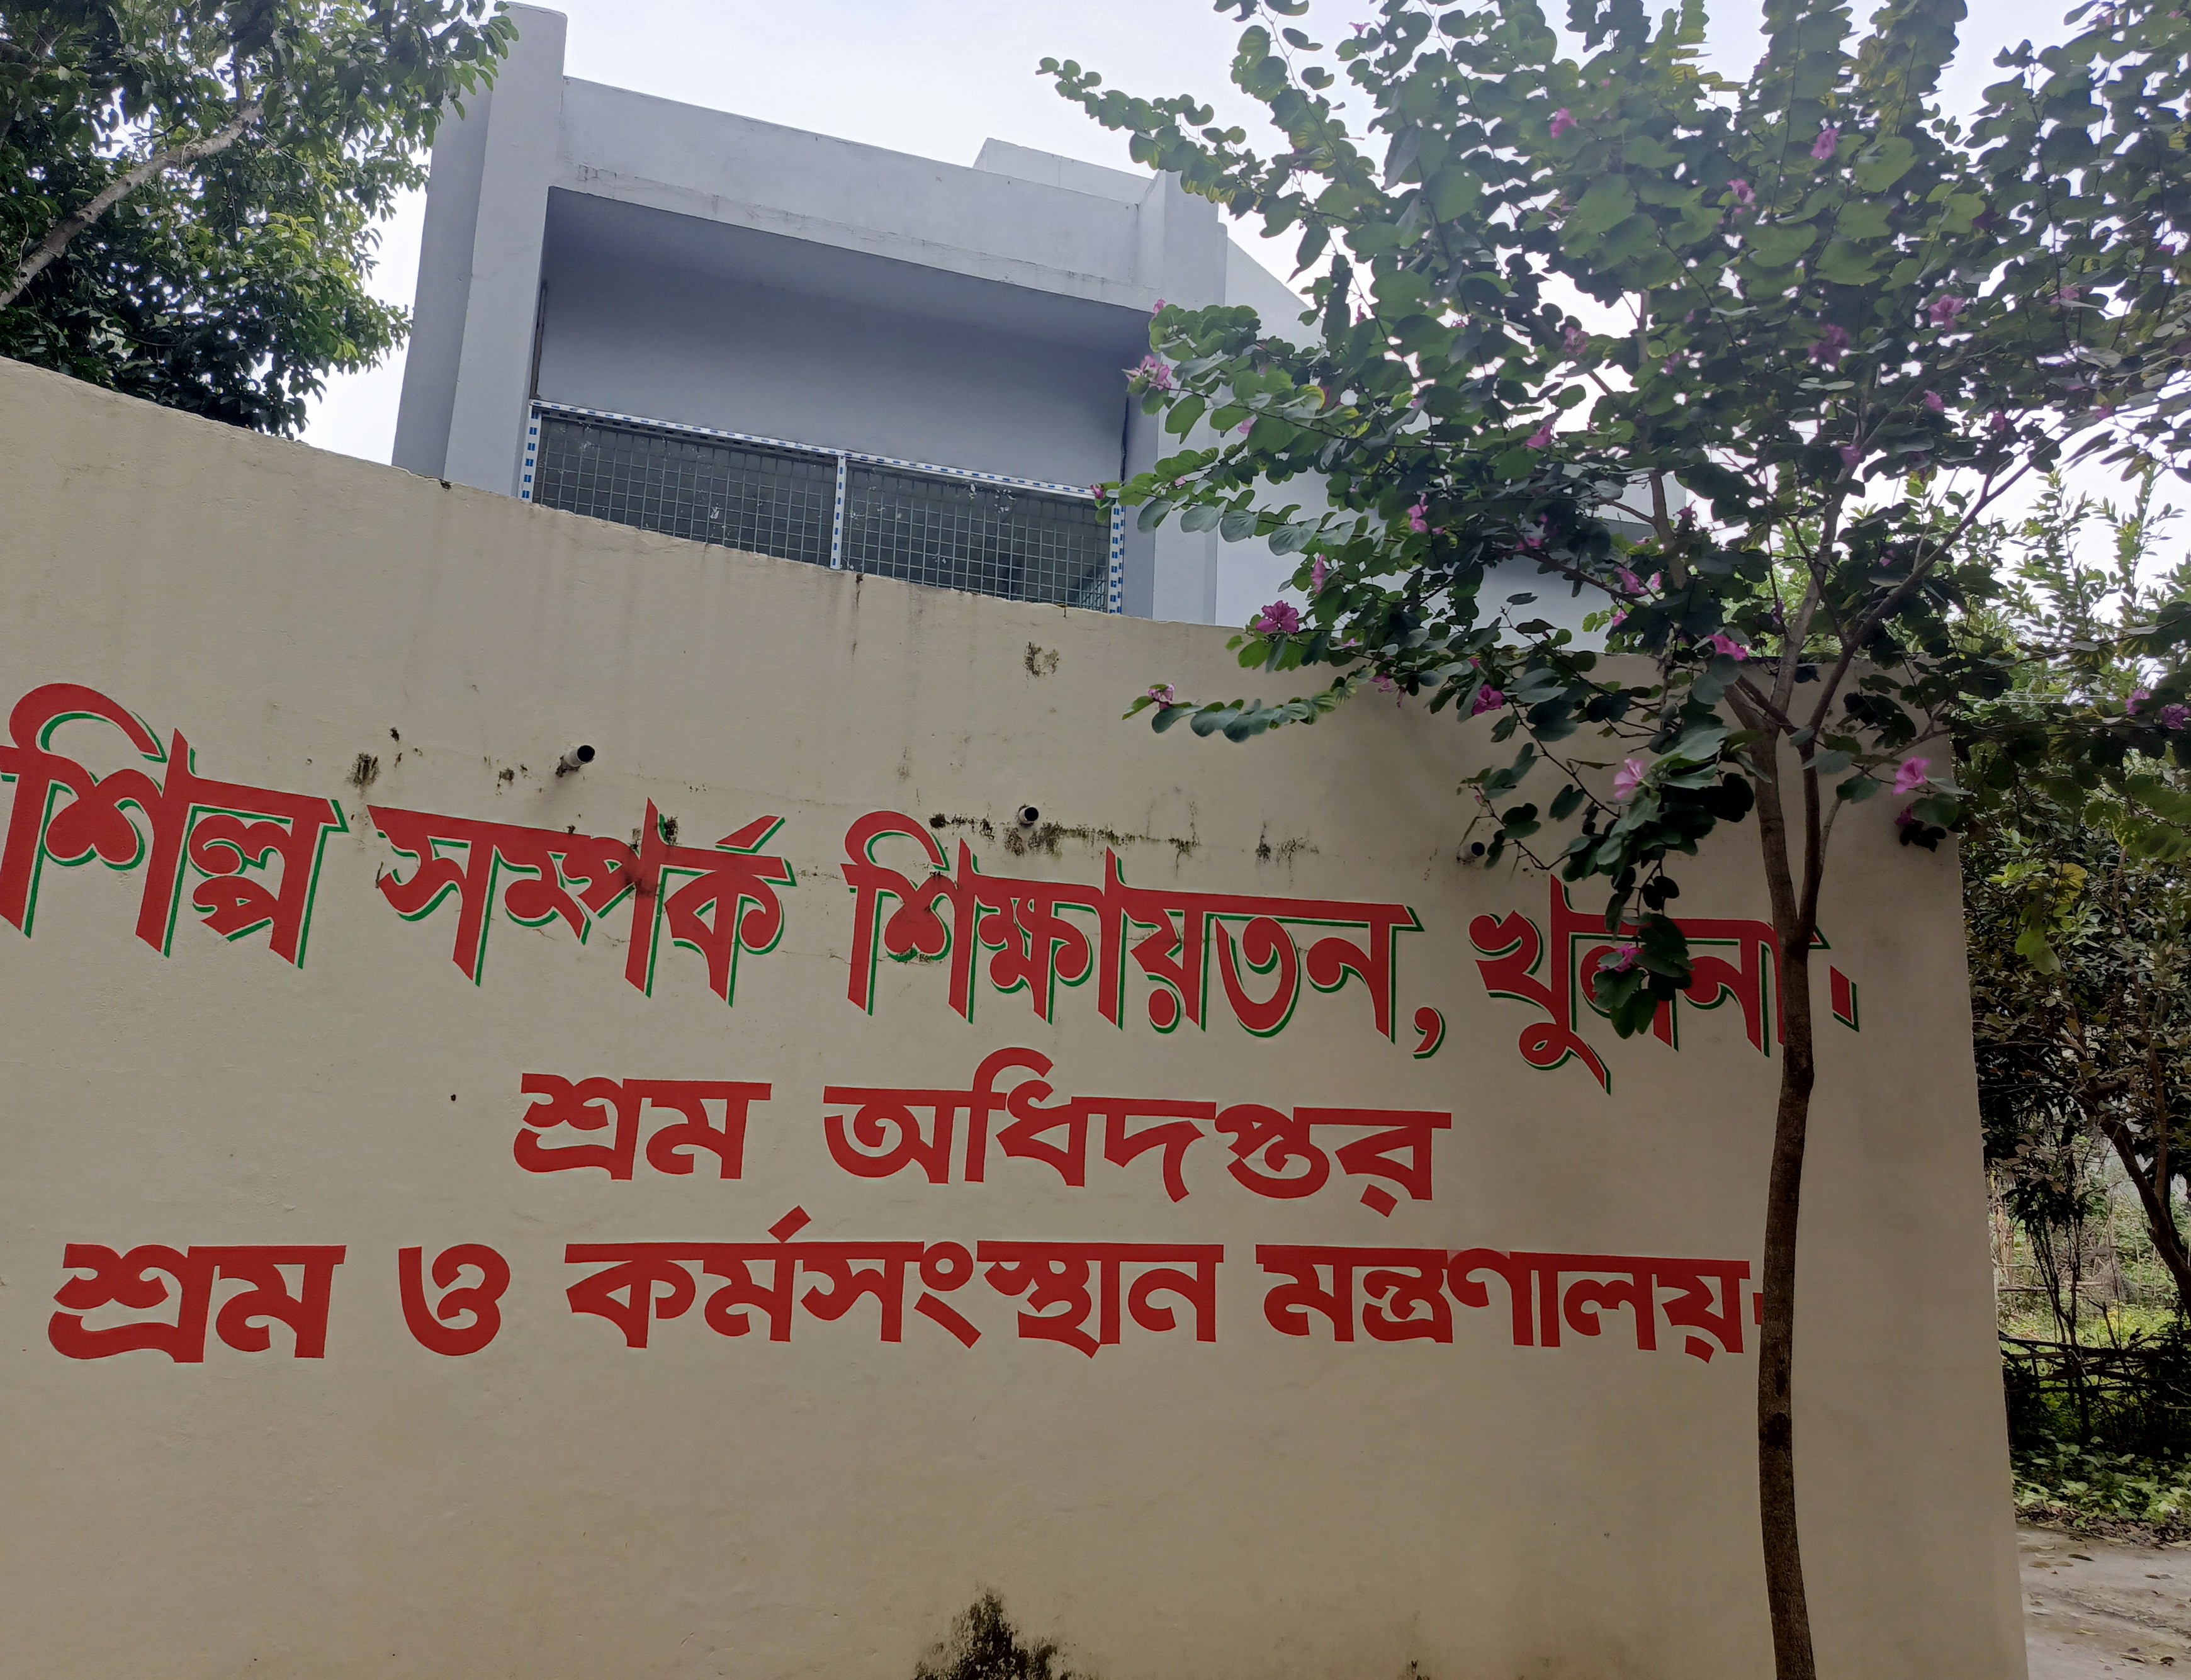 শিল্প সম্পর্ক শিক্ষায়তন, খুলনা।
শ্রম অধিদপ্তর
শ্রম ও কর্মসংস্থান মন্ত্রণালয়।